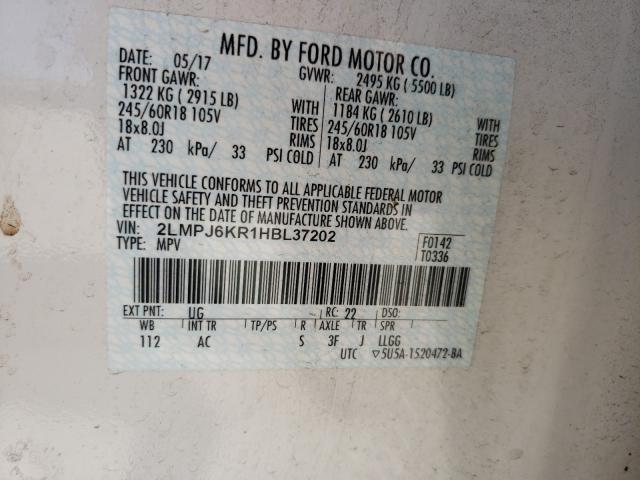 MFD. BY FORD MOTOR CO.
DATE: 05/17 GVWR: 2495 KG (5500 LB)
FRONT GAWR: REAR GAWR:
1322 KG (2915 LB) WITH 1184 KG (2610 LB) WITH
245/60R18 105V TIRES 245/60R18 105V TIRES
18x8.0J RIMS 18x8.0J RIMS
AT 230 kPa/ 33 PSI COLD AT 230 kPa/ 33 PSI COLD
THIS VEHICLE CONFORMS TO ALL APPLICABLE FEDERAL MOTOR
VEHICLE SAFETY AND THEFT PREVENTION STANDARDS IN
EFFECT ON THE DATE OF MANUFACTURE SHOWN ABOVE.
VIN: 2LMPJ6KR1HBL37202 F0142
TYPE: MPV T0336
EXT PNT: UG RC: 22 DSO:
WB INT TR TP/PS R AXLE TR SPR
112 AC S 3F J LLGG
UTC ▽5U5A-1520472-BA